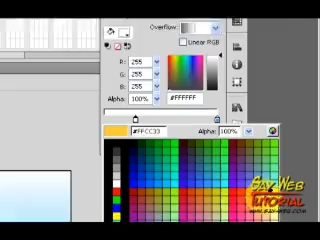 Overflow:
Linear RGB
R: 255
G: 255
B: 255
Alpha: 100% #FFFFFF
#FFCC33 Alpha: 100%
SAY-WEB
TUTORIAL